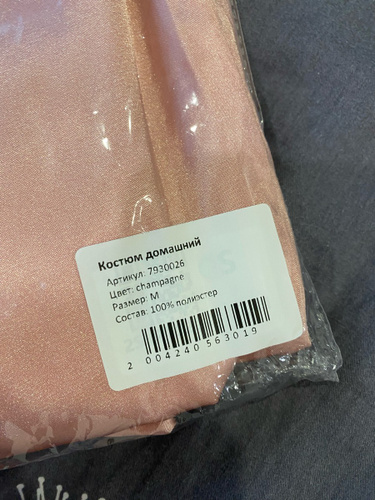 Костюм домашний
Артикул: 7930026
Цвет: champagne
Размер: M
Состав: 100% полиэстер
2 004240 563019